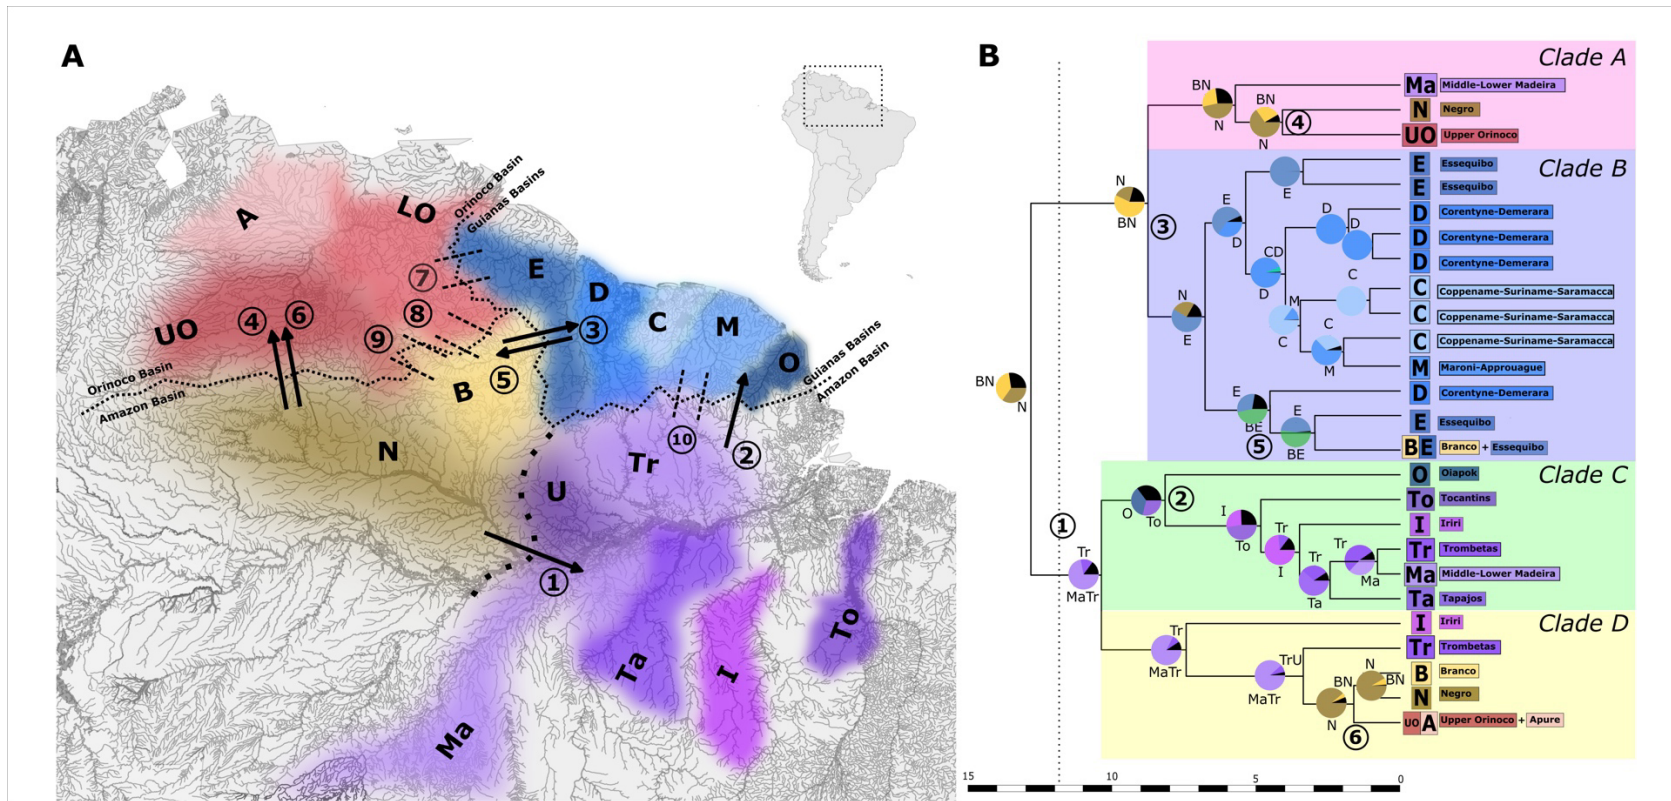 A
A
LO
Orinoco Basin
Guianas Basins
7
E
D
UO
4
6
8
C
M
3
9
O
Orinoco Basin
Amazon Basin
B
5
Guianas Basins
Amazon Basin
N
10
2
Tr
U
1
To
Ta
I
Ma
B
Clade A
BN
N
BN
4
N
Ma Middle-Lower Madeira
N Negro
UO Upper Orinoco
Clade B
N
BN
3
E
E
D
E
D
D
CD
D
M
C
C
C
M
N
E
E
BE
5
E
BE
E Essequibo
E Essequibo
D Corentyne-Demerara
D Corentyne-Demerara
D Corentyne-Demerara
C Coppename-Suriname-Saramacca
C Coppename-Suriname-Saramacca
C Coppename-Suriname-Saramacca
M Maroni-Approuague
D Corentyne-Demerara
E Essequibo
BE Branco + Essequibo
BN
N
Clade C
1
Tr
MaTr
O
To
2
I
To
Tr
I
Tr
Ta
Tr
Ma
O Oiapok
To Tocantins
I Iriri
Tr Trombetas
Ma Middle-Lower Madeira
Ta Tapajos
Clade D
Tr
MaTr
TrU
MaTr
BN
N
N
BN
6
I Iriri
Tr Trombetas
B Branco
N Negro
UO A Upper Orinoco + Apure
15 10 5 0